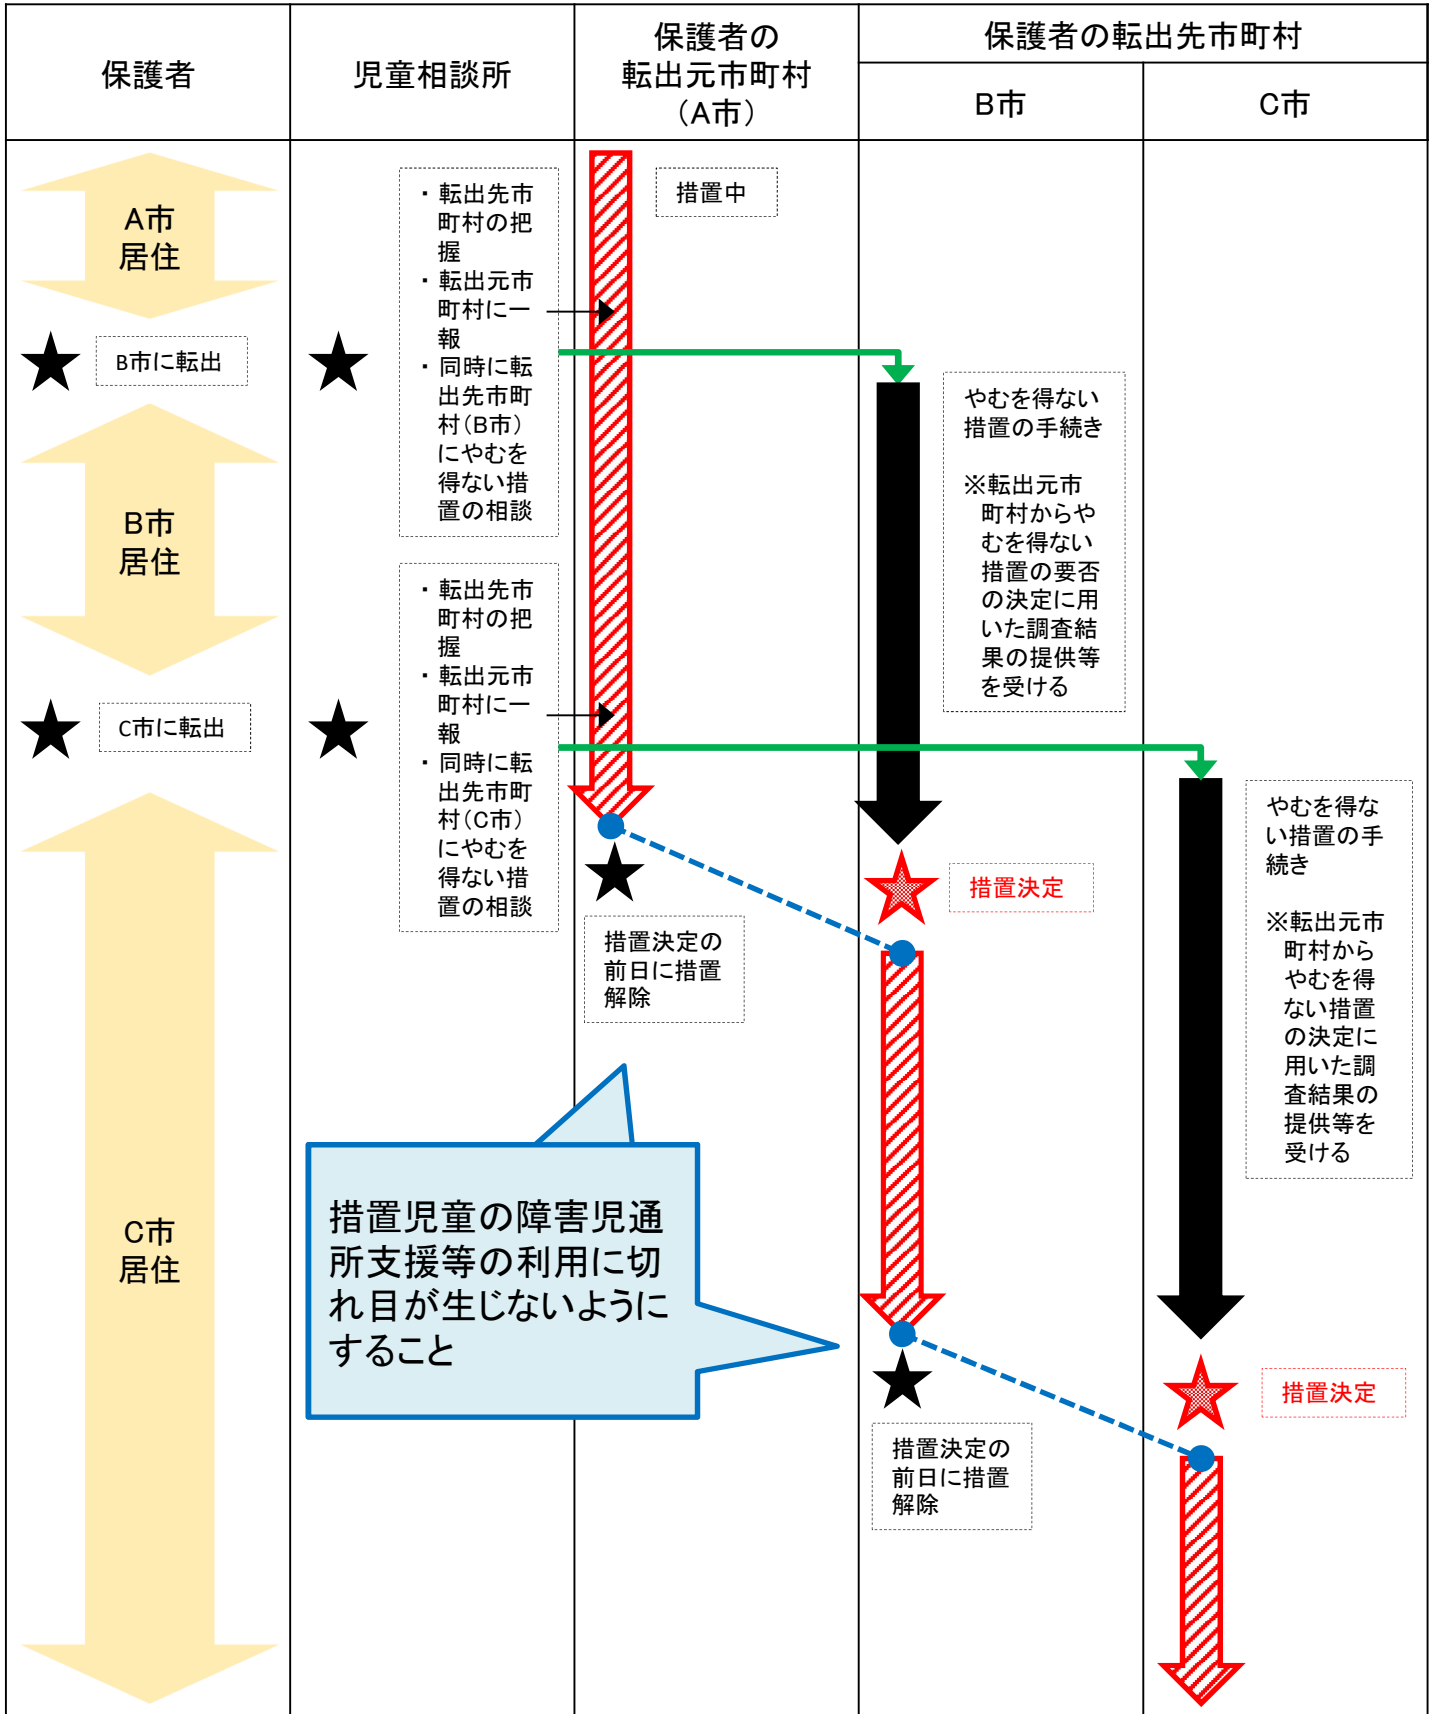 保護者
児童相談所
保護者の
転出元市町村
（A市）
保護者の転出先市町村
B市
C市
A市
居住
B市に転出
B市
居住
C市に転出
C市
居住
・転出先市
町村の把
握
・転出元市
町村に一
報
・同時に転
出先市町
村（B市）
にやむを
得ない措
置の相談
・転出先市
町村の把
握
・転出元市
町村に一
報
・同時に転
出先市町
村（C市）
にやむを
得ない措
置の相談
措置中
措置決定の
前日に措置
解除
措置児童の障害児通
所支援等の利用に切
れ目が生じないように
すること
やむを得ない
措置の手続き
※転出元市
町村からや
むを得ない
措置の要否
の決定に用
いた調査結
果の提供等
を受ける
措置決定
措置決定の
前日に措置
解除
やむを得な
い措置の手
続き
※転出元市
町村から
やむを得
ない措置
の決定に
用いた調
査結果の
提供等を
受ける
措置決定